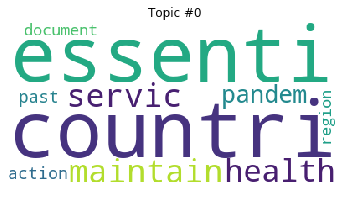 Topic #0
document
essenti
past servic pandem
countri
region
action maintain health